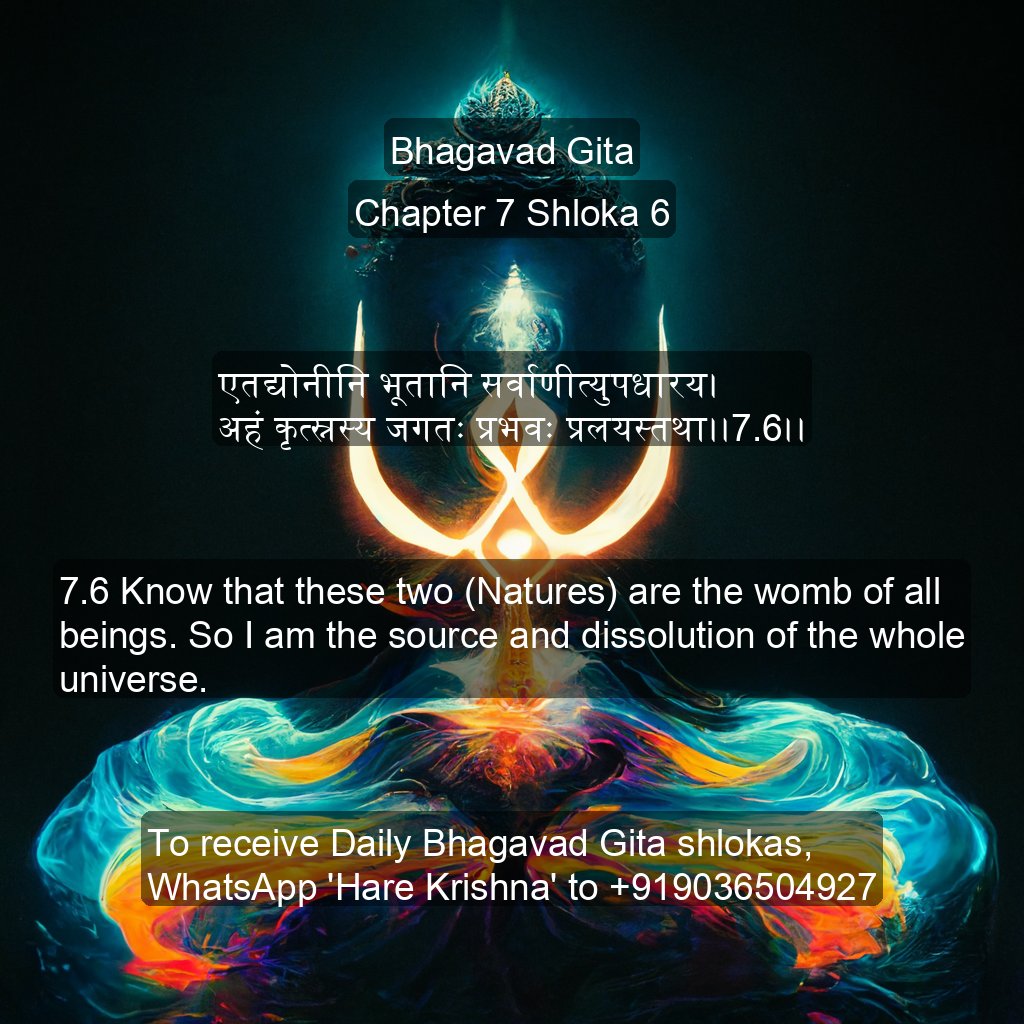 Bhagavad Gita
Chapter 7 Shloka 6
एतद्योनीनि भूतानि सर्वाणीत्युपधारय।
अहं कृत्स्नस्य जगतः प्रभवः प्रलयस्तथा।।7.6।।
7.6 Know that these two (Natures) are the womb of all
beings. So I am the source and dissolution of the whole
universe.
To receive Daily Bhagavad Gita shlokas,
WhatsApp 'Hare Krishna' to +919036504927